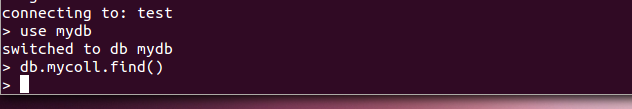 connecting to: test
> use mydb
switched to db mydb
> db.mycoll.find()
>